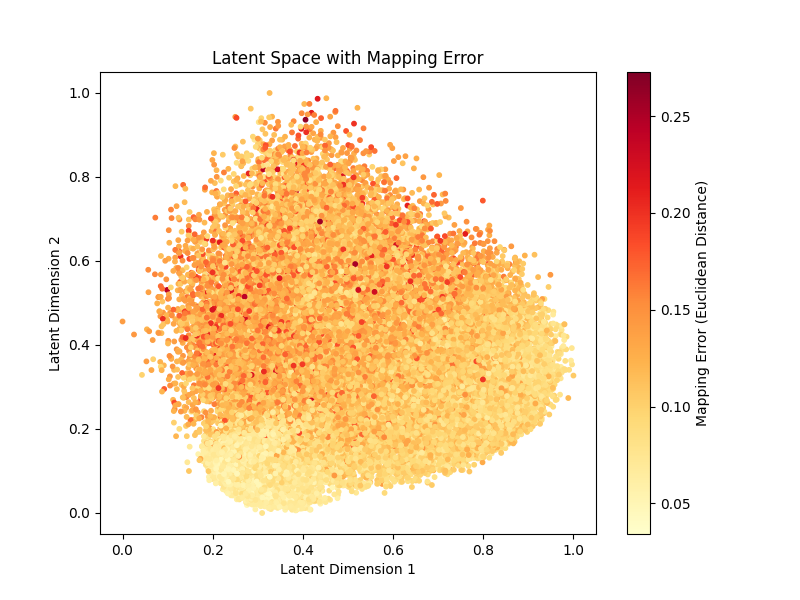 Latent Space with Mapping Error
1.0
0.8
0.6
0.4
0.2
0.0
Latent Dimension 2
0.0 0.2 0.4 0.6 0.8 1.0
Latent Dimension 1
0.25
0.20
0.15
0.10
0.05
Mapping Error (Euclidean Distance)